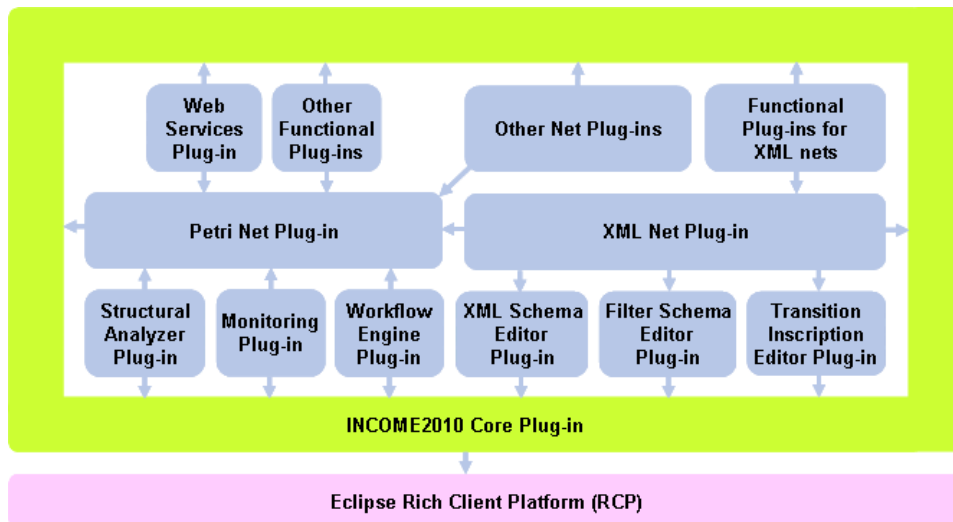 Web
Services
Plug-in
Other
Functional
Plug-ins
Other Net Plug-ins
Functional
Plug-ins for
XML nets
Petri Net Plug-in
XML Net Plug-in
Structural
Analyzer
Plug-in
Monitoring
Plug-in
Workflow
Engine
Plug-in
XML Schema
Editor
Plug-in
Filter Schema
Editor
Plug-in
Transition
Inscription
Editor Plug-in
INCOME2010 Core Plug-in
Eclipse Rich Client Platform (RCP)